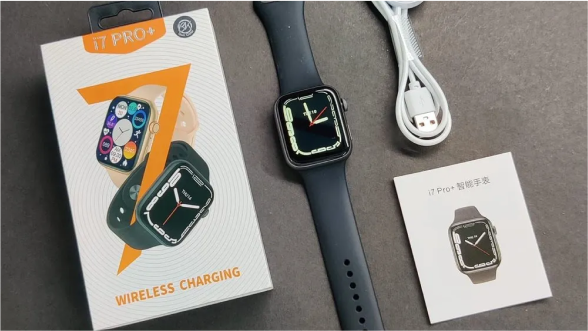 i7 PRO+
7
WIRELESS CHARGING
i7 Pro+ 智能手表